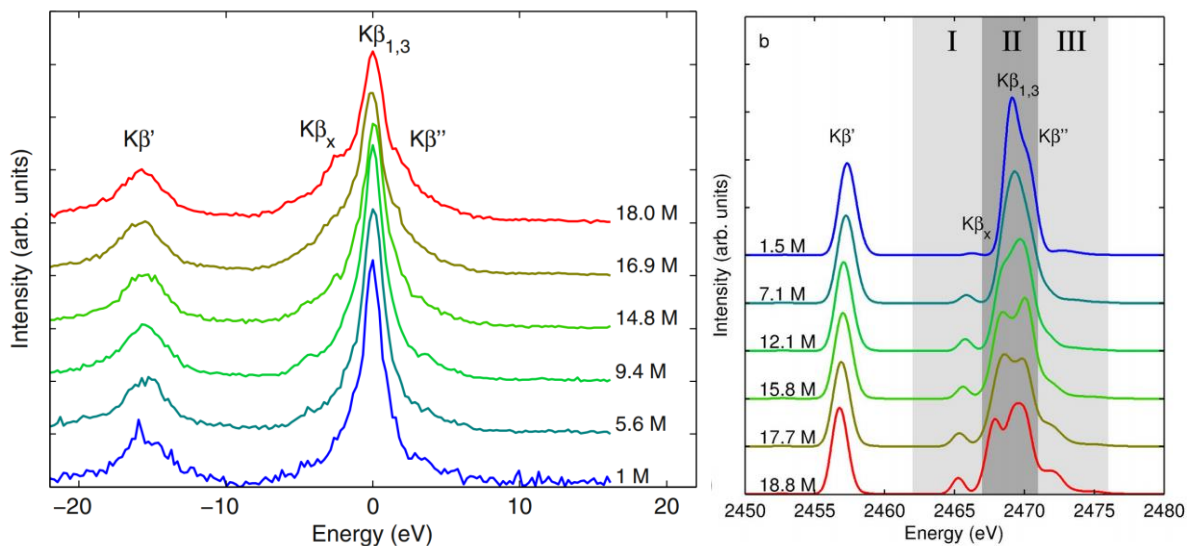 Kβ₁,₃
Kβₓ
Kβ''
Kβ'
18.0 M
16.9 M
14.8 M
9.4 M
5.6 M
1 M
−20
−10
0
10
20
Energy (eV)
Intensity (arb. units)
b
I
II
III
Kβ₁,₃
Kβ''
Kβ'
Kβₓ
1.5 M
7.1 M
12.1 M
15.8 M
17.7 M
18.8 M
2450
2455
2460
2465
2470
2475
2480
Energy (eV)
Intensity (arb. units)